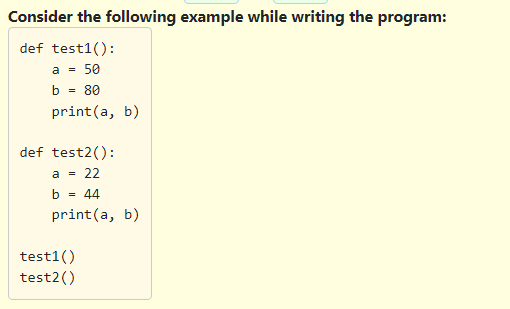 Consider the following example while writing the program:
def test1():
    a = 50
    b = 80
    print(a, b)

def test2():
    a = 22
    b = 44
    print(a, b)

test1()
test2()